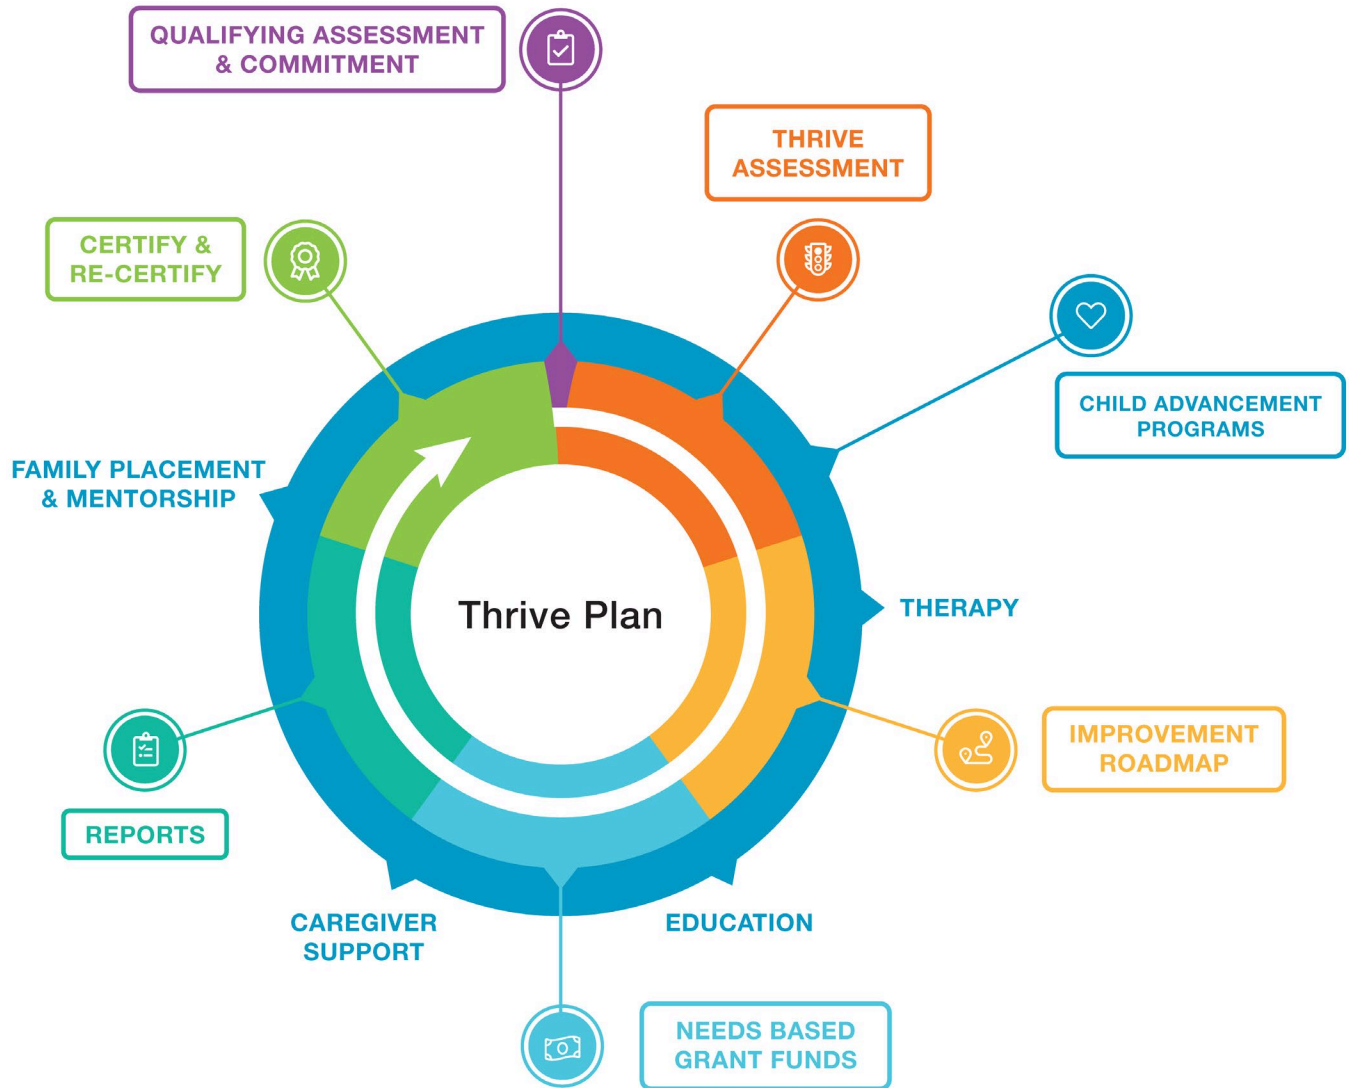 QUALIFYING ASSESSMENT
& COMMITMENT
THRIVE
ASSESSMENT
CERTIFY &
RE-CERTIFY
CHILD ADVANCEMENT
PROGRAMS
FAMILY PLACEMENT
& MENTORSHIP
Thrive Plan
THERAPY
IMPROVEMENT
ROADMAP
REPORTS
CAREGIVER
SUPPORT
EDUCATION
NEEDS BASED
GRANT FUNDS